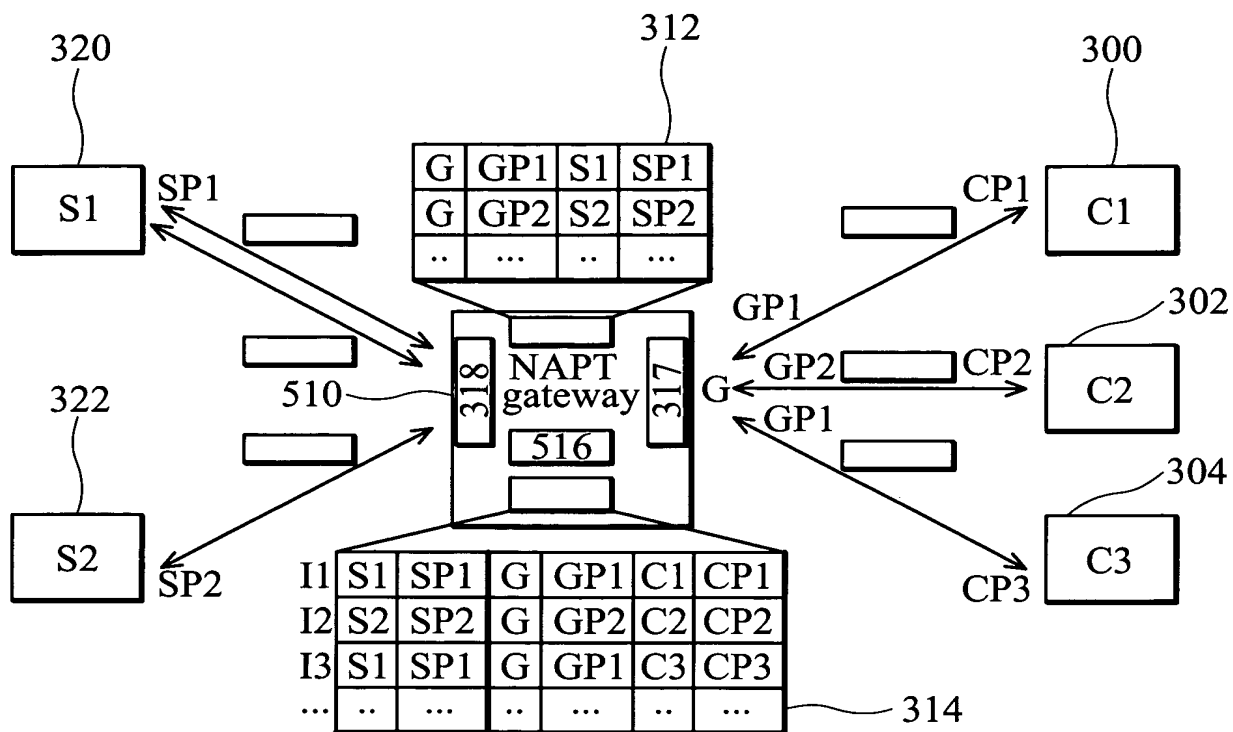 312
320
300
G GP1 S1 SP1
G GP2 S2 SP2
.. ... .. ...
S1
SP1
CP1
C1
GP1
302
318
NAPT
gateway
317
G
GP2
CP2
C2
510
GP1
516
322
304
S2
SP2
CP3
C3
I1 S1 SP1 G GP1 C1 CP1
I2 S2 SP2 G GP2 C2 CP2
I3 S1 SP1 G GP1 C3 CP3
... .. ... .. ... .. ...
314